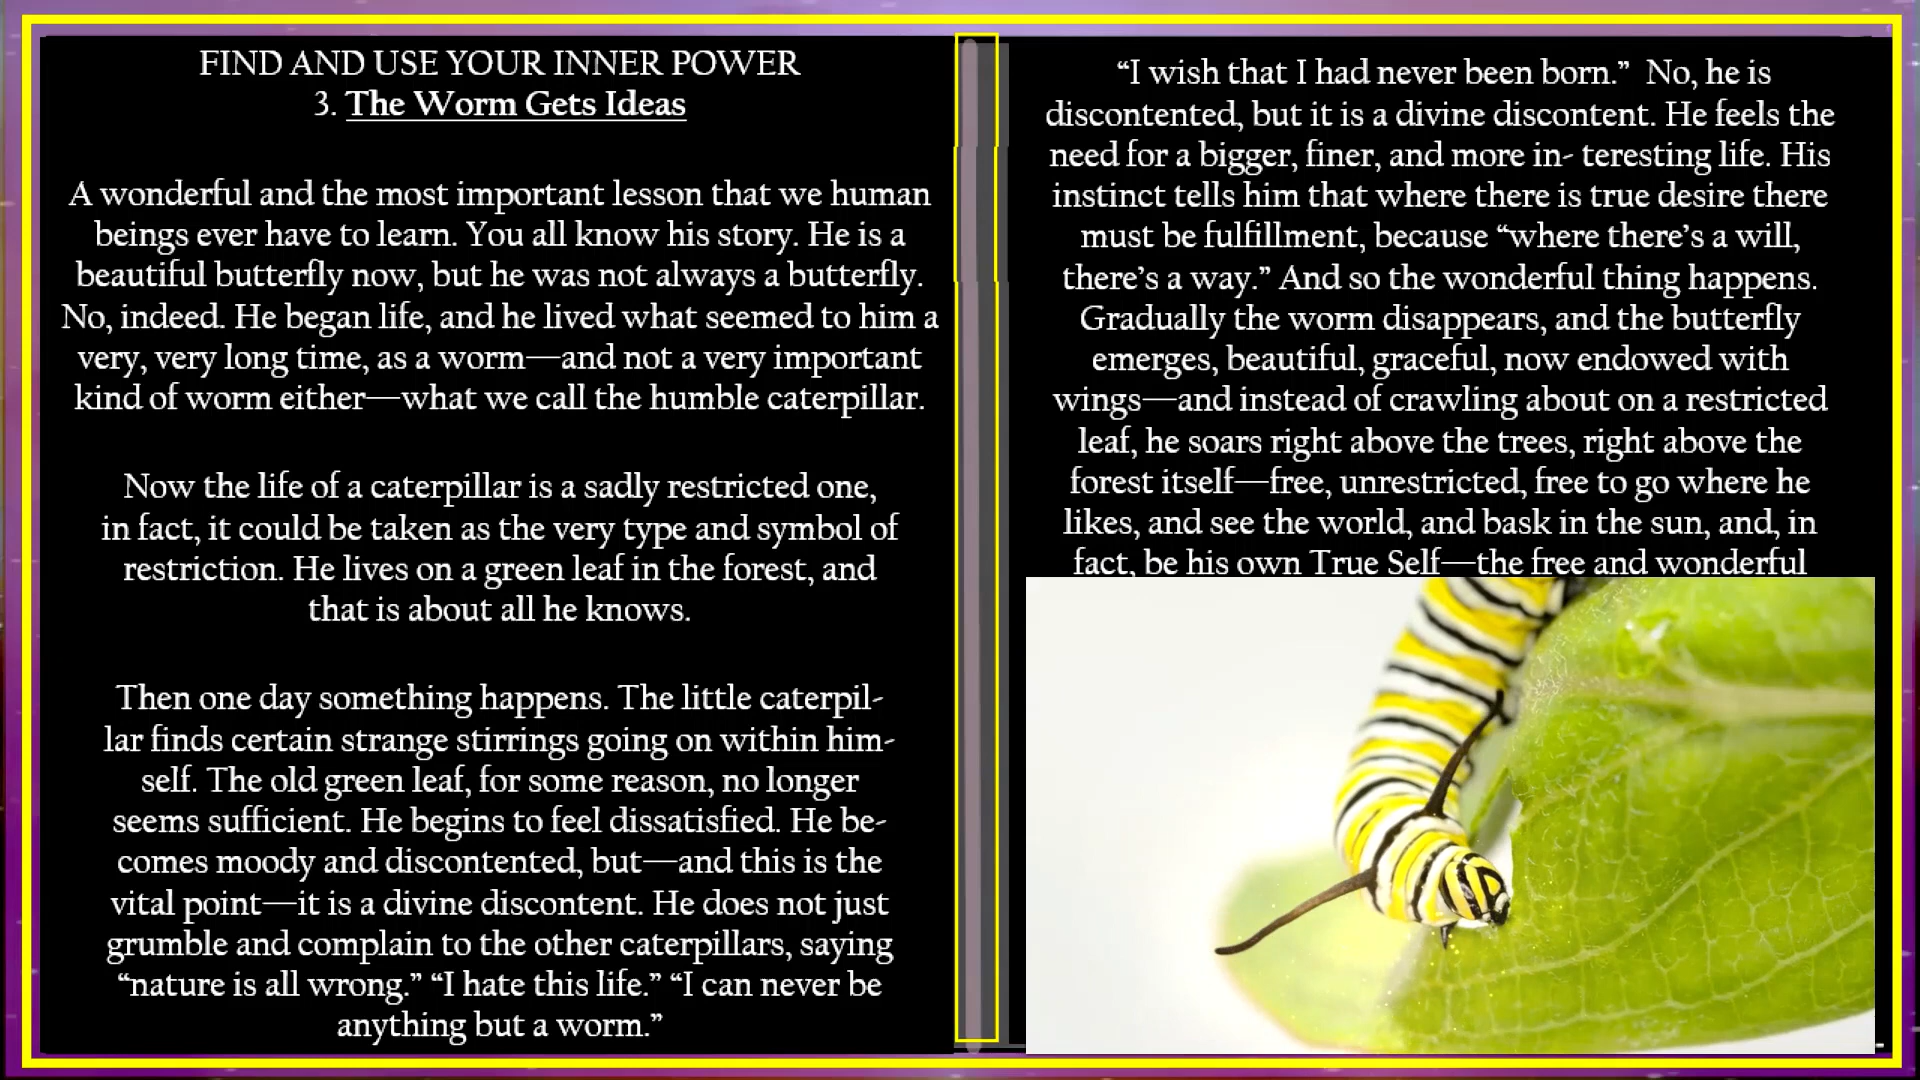 FIND AND USE YOUR INNER POWER
3. The Worm Gets Ideas
A wonderful and the most important lesson that we human
beings ever have to learn. You all know his story. He is a
beautiful butterfly now, but he was not always a butterfly.
No, indeed. He began life, and he lived what seemed to him a
very, very long time, as a worm—and not a very important
kind of worm either—what we call the humble caterpillar.
Now the life of a caterpillar is a sadly restricted one,
in fact, it could be taken as the very type and symbol of
restriction. He lives on a green leaf in the forest, and
that is about all he knows.
Then one day something happens. The little caterpil-
lar finds certain strange stirrings going on within him-
self. The old green leaf, for some reason, no longer
seems sufficient. He begins to feel dissatisfied. He be-
comes moody and discontented, but—and this is the
vital point—it is a divine discontent. He does not just
grumble and complain to the other caterpillars, saying
“nature is all wrong.” “I hate this life.” “I can never be
anything but a worm.”
“I wish that I had never been born.” No, he is
discontented, but it is a divine discontent. He feels the
need for a bigger, finer, and more in- teresting life. His
instinct tells him that where there is true desire there
must be fulfillment, because “where there’s a will,
there’s a way.” And so the wonderful thing happens.
Gradually the worm disappears, and the butterfly
emerges, beautiful, graceful, now endowed with
wings—and instead of crawling about on a restricted
leaf, he soars right above the trees, right above the
forest itself—free, unrestricted, free to go where he
likes, and see the world, and bask in the sun, and, in
fact, be his own True Self—the free and wonderful